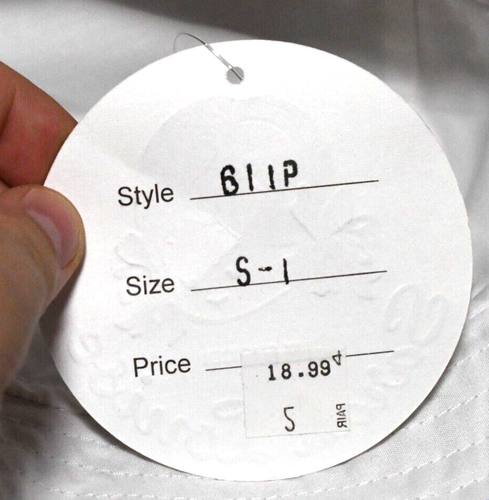 Style 611P
Size S-1
Price 18.99
5 PAIR